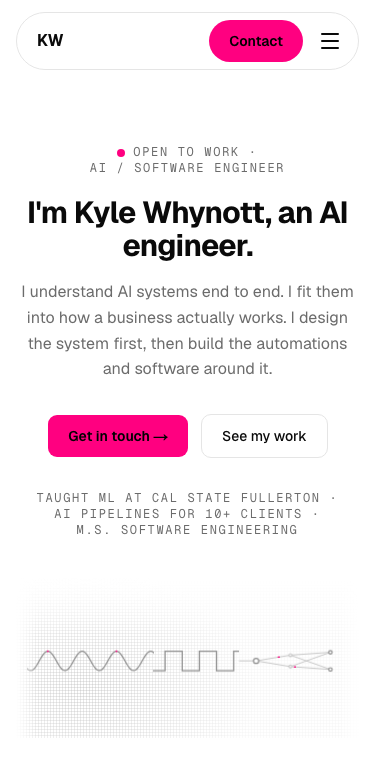 KW
Contact
OPEN TO WORK ·
AI / SOFTWARE ENGINEER
I'm Kyle Whynott, an AI
engineer.
I understand AI systems end to end. I fit them
into how a business actually works. I design
the system first, then build the automations
and software around it.
Get in touch →
See my work
TAUGHT ML AT CAL STATE FULLERTON ·
AI PIPELINES FOR 10+ CLIENTS ·
M.S. SOFTWARE ENGINEERING